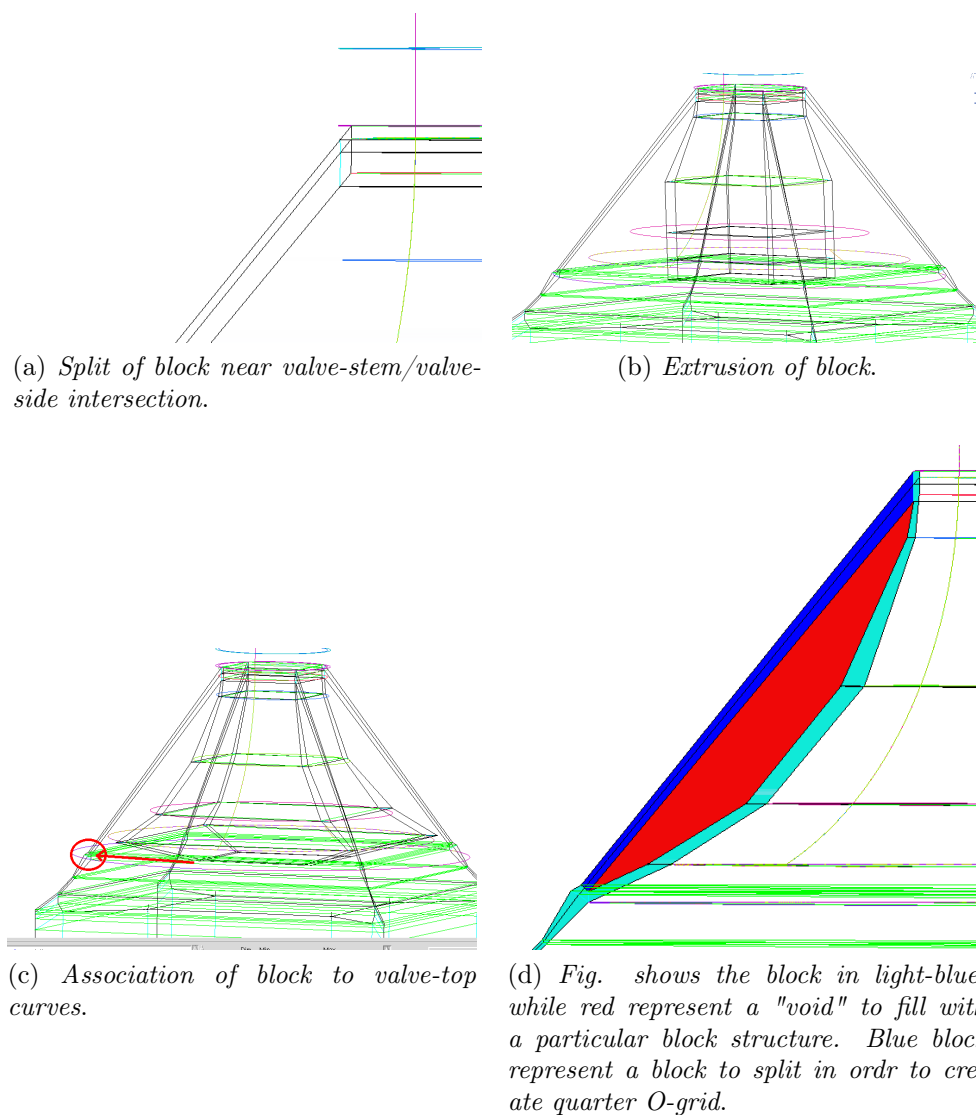 (a) Split of block near valve-stem/valve-
side intersection.
(b) Extrusion of block.
(c) Association of block to valve-top
curves.
(d) Fig. shows the block in light-blue
while red represent a "void" to fill with
a particular block structure. Blue block
represent a block to split in ordr to cre-
ate quarter O-grid.